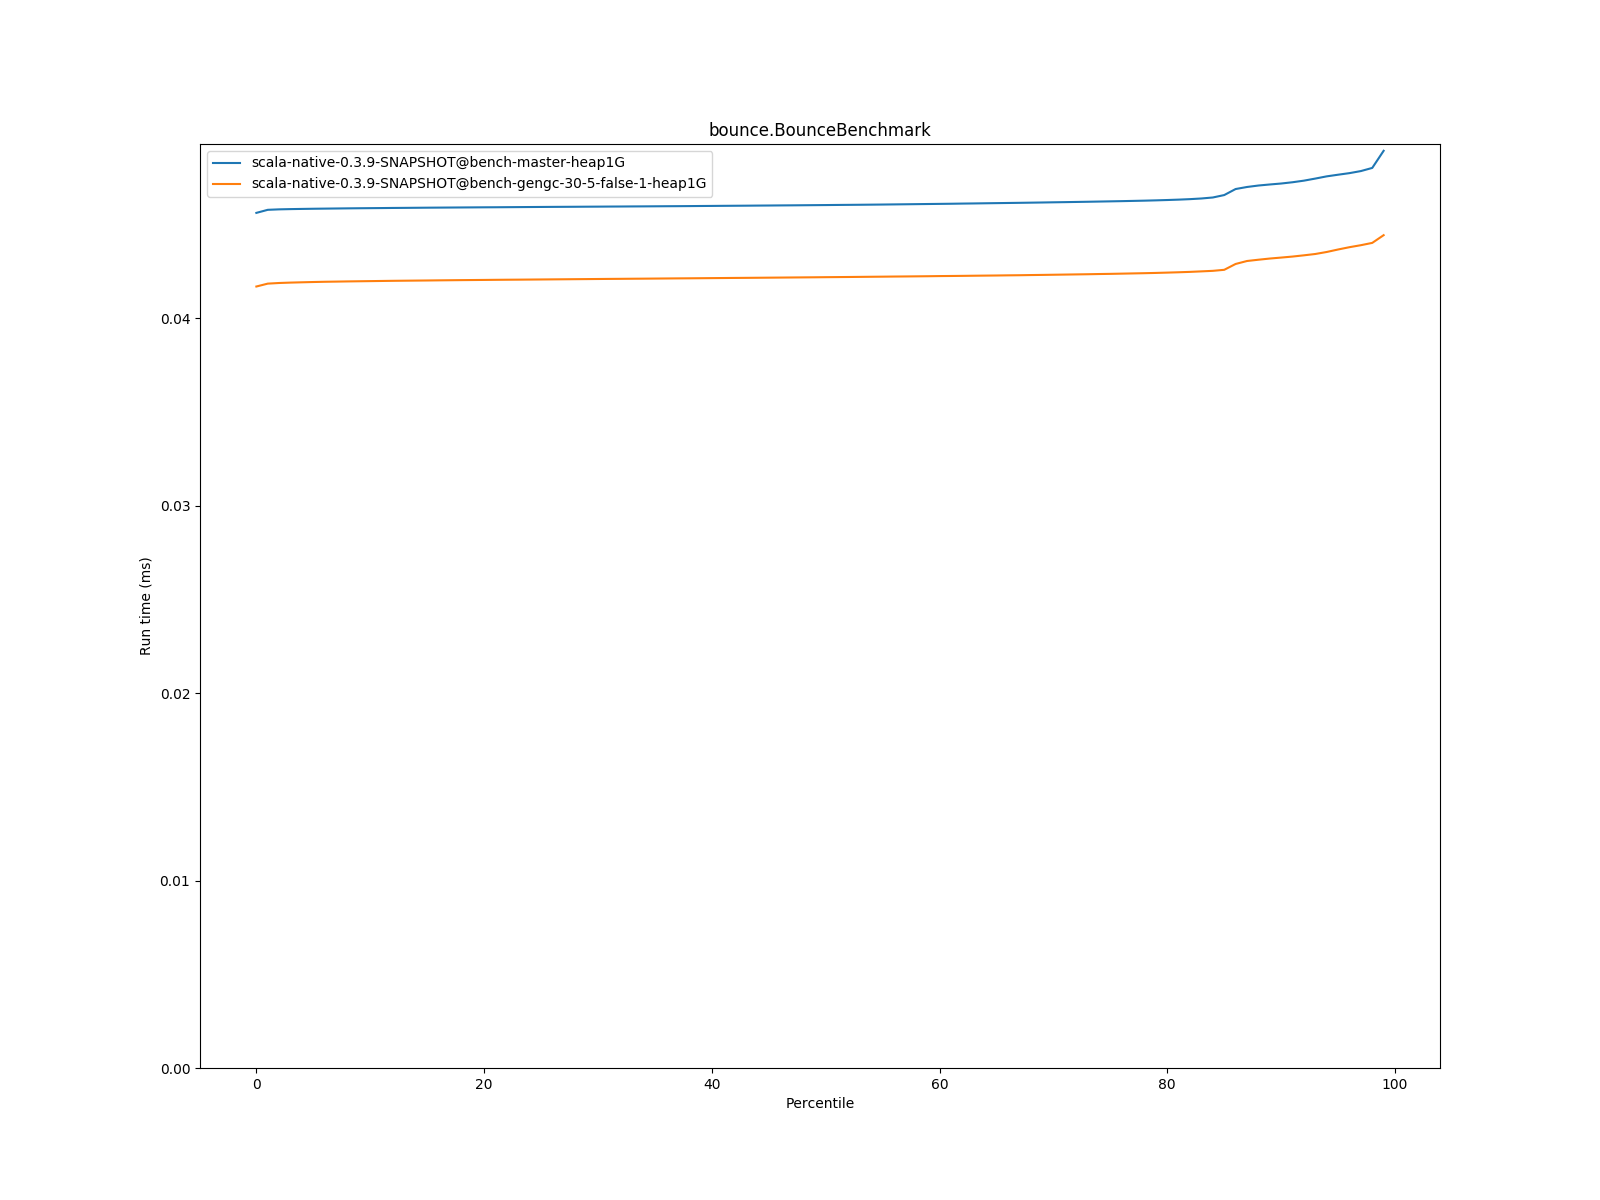 bounce.BounceBenchmark
scala-native-0.3.9-SNAPSHOT@bench-master-heap1G
scala-native-0.3.9-SNAPSHOT@bench-gengc-30-5-false-1-heap1G
0.04
0.03
0.02
0.01
0.00
Run time (ms)
0 20 40 60 80 100
Percentile